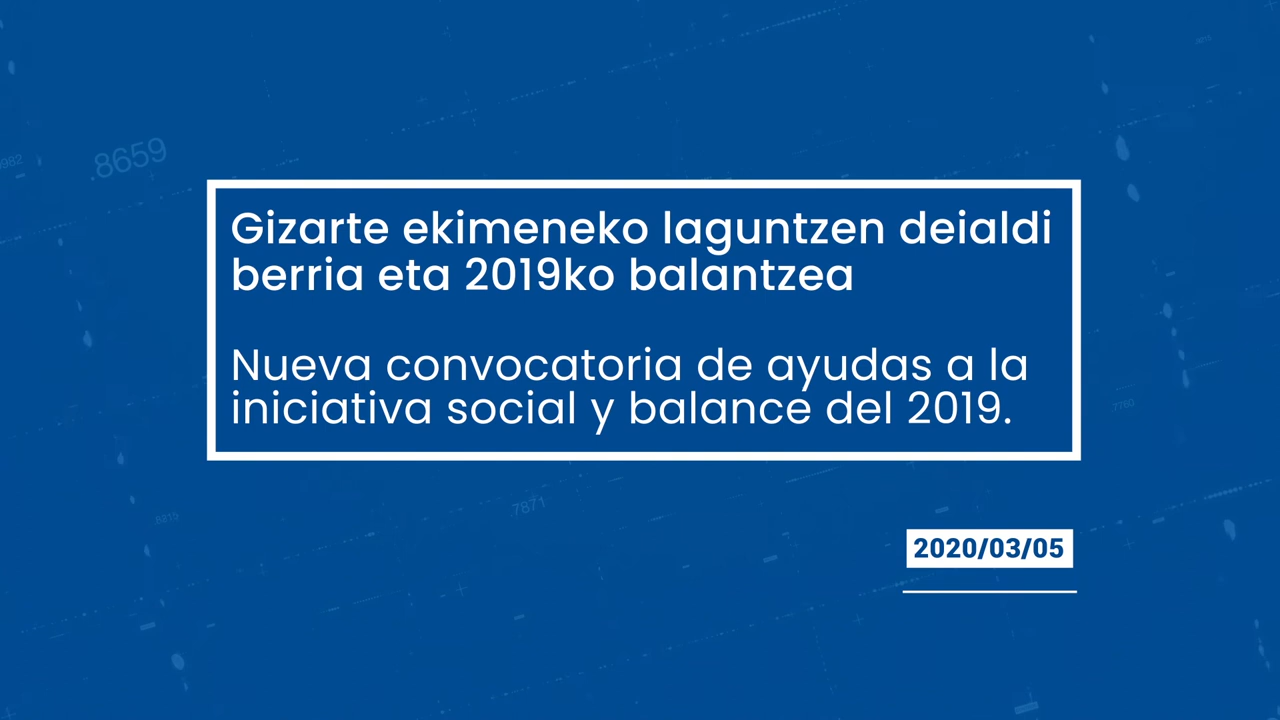 .8659
Gizarte ekimeneko laguntzen deialdi
berria eta 2019ko balantzea
Nueva convocatoria de ayudas a la
iniciativa social y balance del 2019.
.7871
2020/03/05